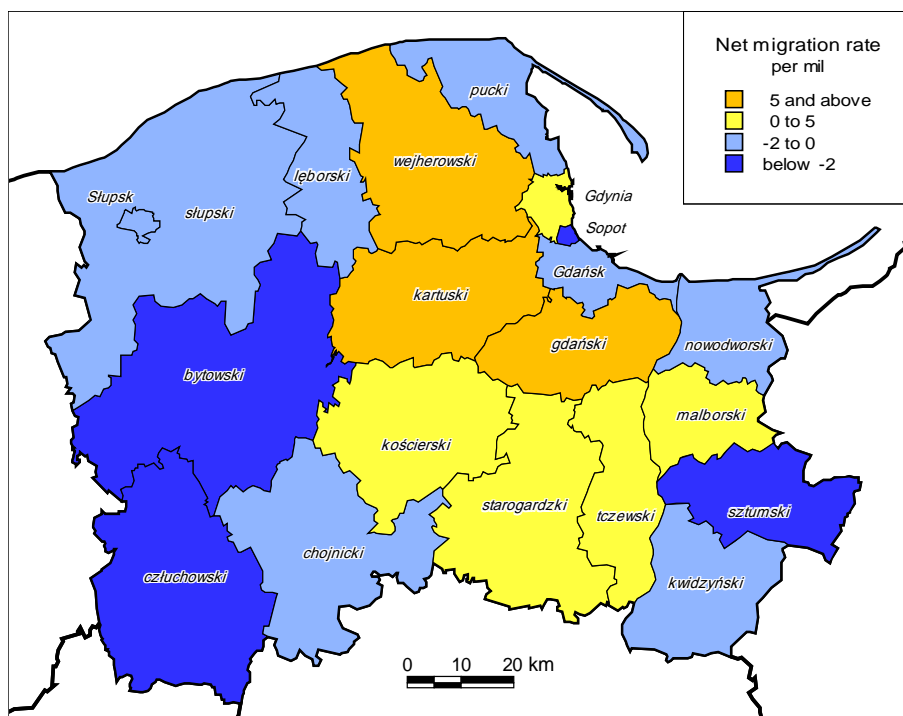 Net migration rate
per mil
5 and above
0 to 5
-2 to 0
below -2
pucki
wejherowski
lęborski
Słupsk
słupski
Gdynia
Sopot
Gdańsk
kartuski
gdański
nowodworski
bytowski
malborski
kościerski
starogardzki
tczewski
sztumski
chojnicki
człuchowski
kwidzyński
0 10 20 km